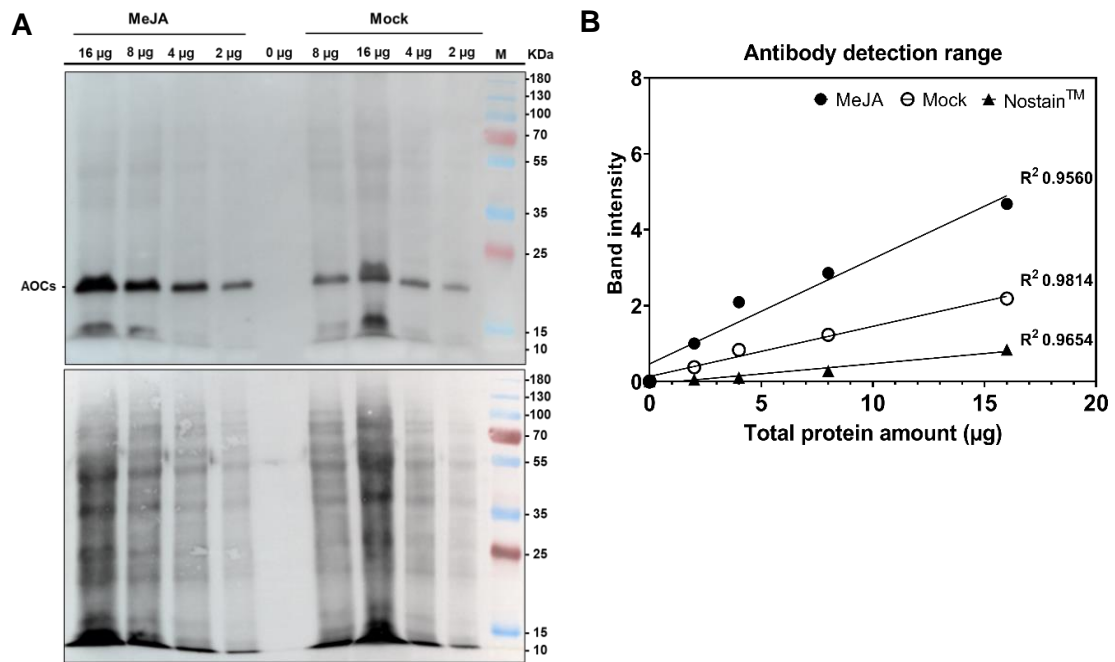 A
MeJA Mock
16 µg 8 µg 4 µg 2 µg 0 µg 8 µg 16 µg 4 µg 2 µg M KDa
180
130
100
70
55
35
25
AOCs
15
10
180
130
100
70
55
35
25
15
10
B
Antibody detection range
8
MeJA Mock Nostain™
6
R² 0.9560
Band intensity
4
R² 0.9814
2
R² 0.9654
0
0 5 10 15 20
Total protein amount (µg)